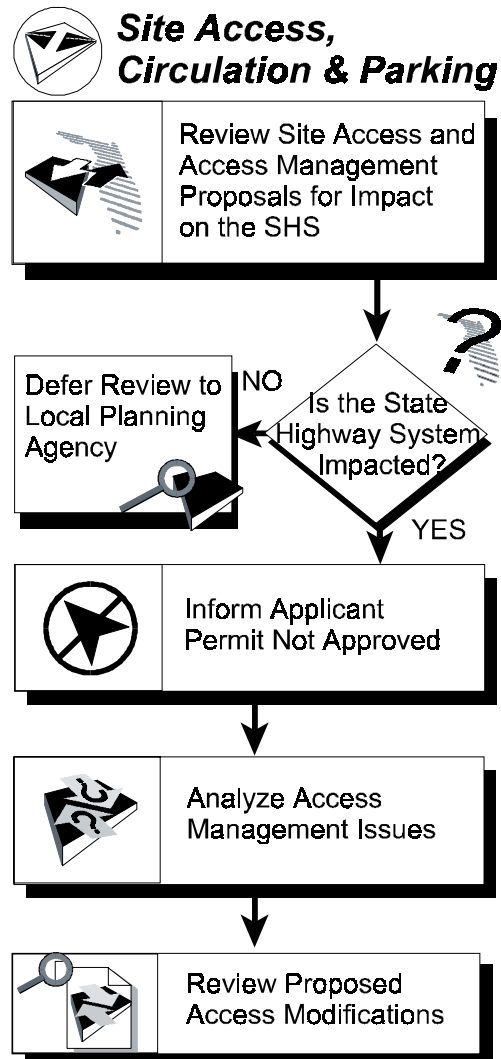 Site Access,
Circulation & Parking
Review Site Access and
Access Management
Proposals for Impact
on the SHS
?
Is the State
Highway System
Impacted?
NO
Defer Review to
Local Planning
Agency
YES
Inform Applicant
Permit Not Approved
Analyze Access
Management Issues
? ?
Review Proposed
Access Modifications